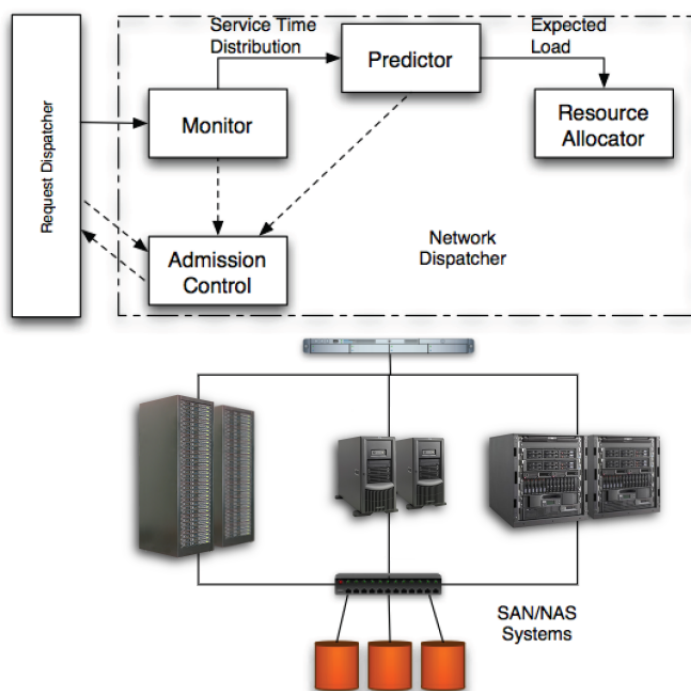 Service Time
Distribution
Expected
Load
Request Dispatcher
Monitor
Predictor
Resource
Allocator
Admission
Control
Network
Dispatcher
SAN/NAS
Systems